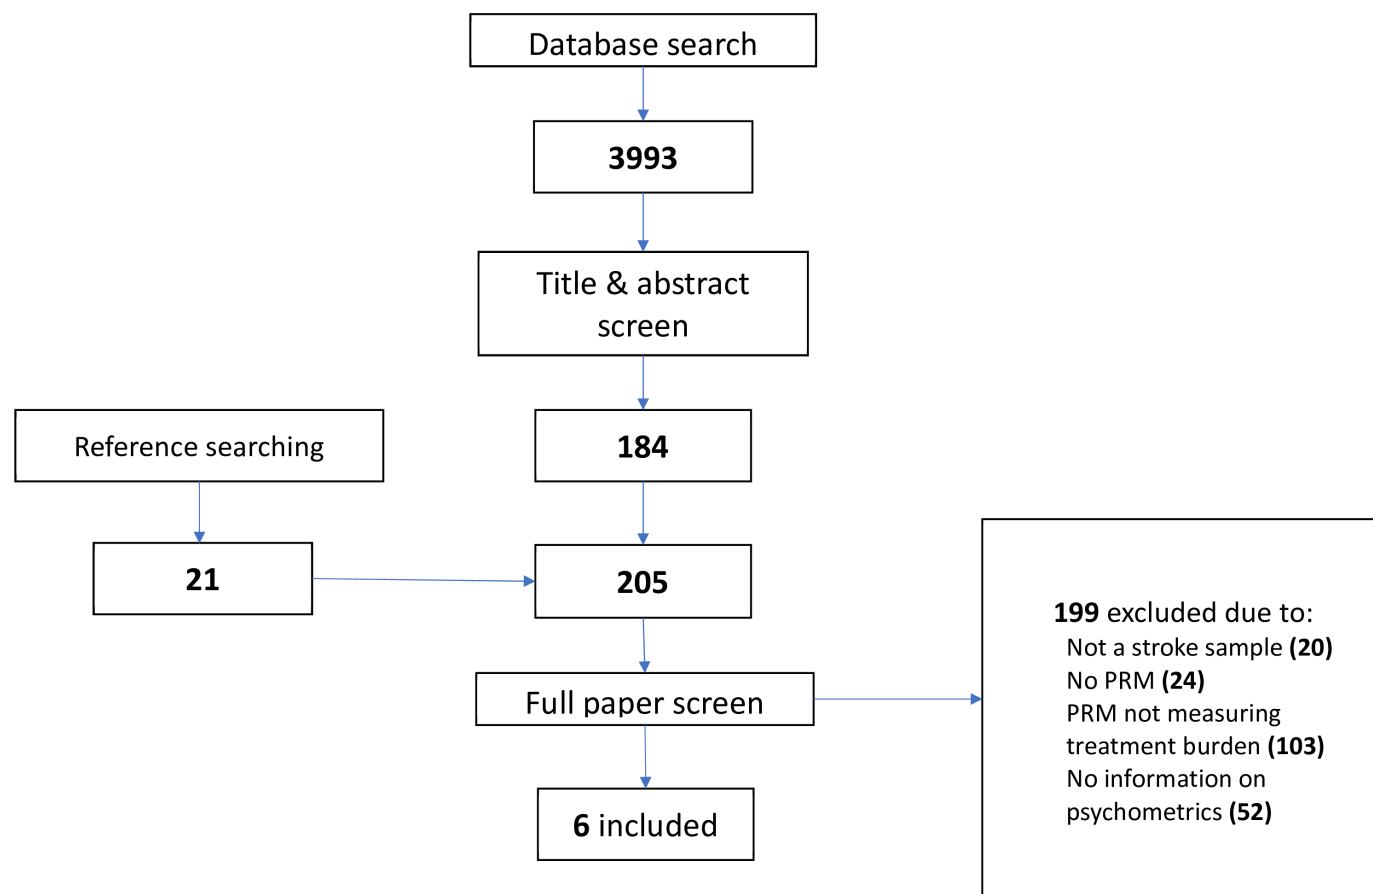 Database search
3993
Title & abstract
screen
Reference searching
184
21
205
Full paper screen
199 excluded due to:
Not a stroke sample (20)
No PRM (24)
PRM not measuring
treatment burden (103)
No information on
psychometrics (52)
6 included